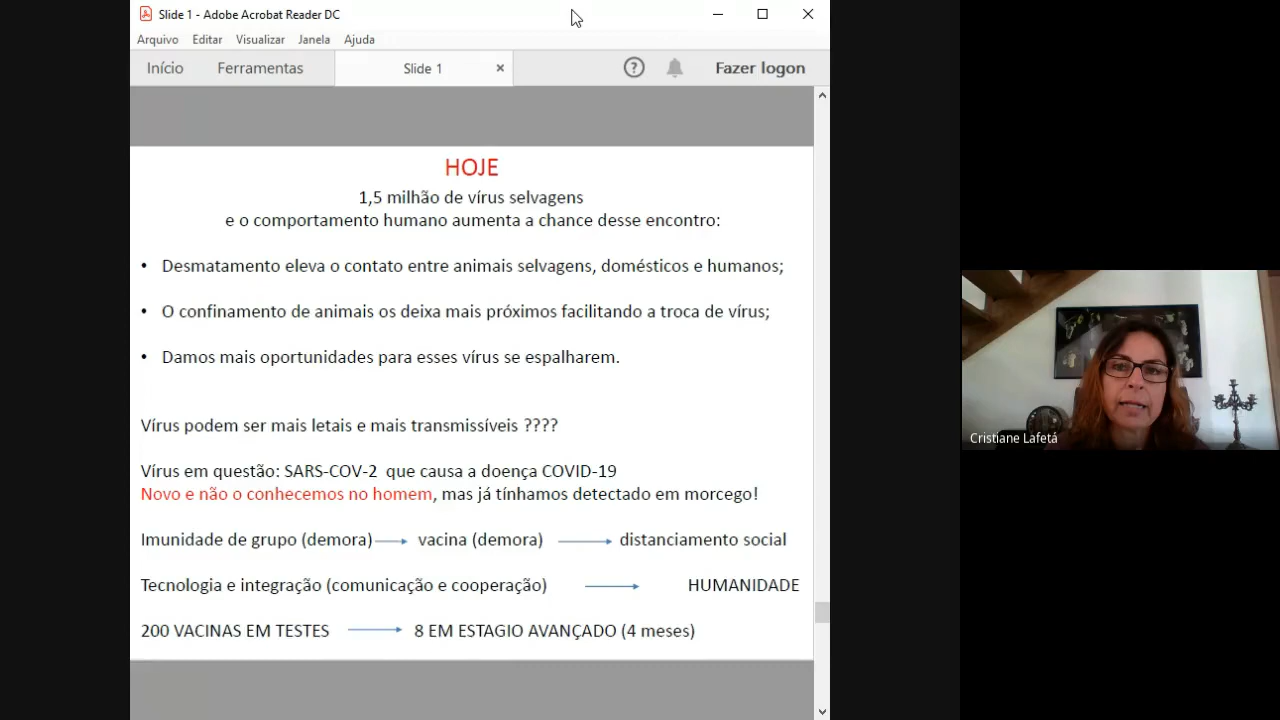 Slide 1 - Adobe Acrobat Reader DC
Arquivo Editar Visualizar Janela Ajuda
Início Ferramentas Slide 1 Fazer logon
HOJE
1,5 milhão de vírus selvagens
e o comportamento humano aumenta a chance desse encontro:
• Desmatamento eleva o contato entre animais selvagens, domésticos e humanos;
• O confinamento de animais os deixa mais próximos facilitando a troca de vírus;
• Damos mais oportunidades para esses vírus se espalharem.
Vírus podem ser mais letais e mais transmissíveis ????
Vírus em questão: SARS-COV-2 que causa a doença COVID-19
Novo e não o conhecemos no homem, mas já tínhamos detectado em morcego!
Imunidade de grupo (demora) → vacina (demora) → distanciamento social
Tecnologia e integração (comunicação e cooperação) → HUMANIDADE
200 VACINAS EM TESTES → 8 EM ESTAGIO AVANÇADO (4 meses)
Cristiane Lafetá